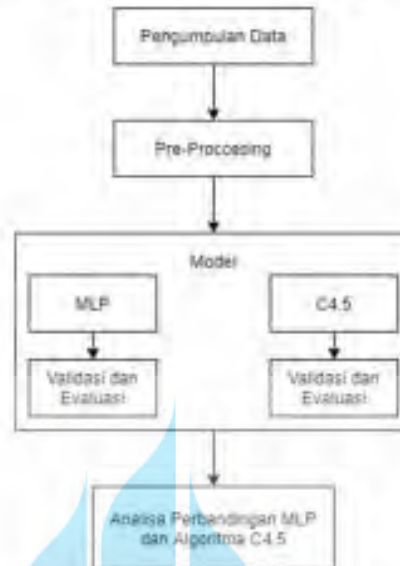 Pengumpulan Data
Pre-Proccesing
Model
MLP
C4.5
Validasi dan
Evaluasi
Validasi dan
Evaluasi
Analisa Perbandingan MLP
dan Algoritma C4.5